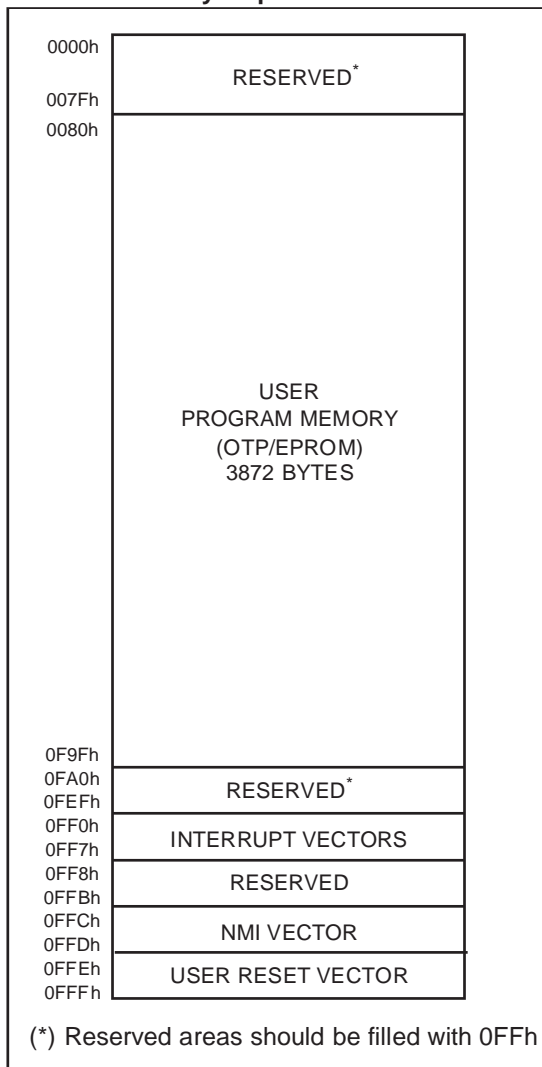 0000h
RESERVED*
007Fh
0080h
USER
PROGRAM MEMORY
(OTP/EPROM)
3872 BYTES
0F9Fh
0FA0h
RESERVED*
0FEFh
0FF0h
INTERRUPT VECTORS
0FF7h
0FF8h
RESERVED
0FFBh
0FFCh
NMI VECTOR
0FFDh
0FFEh
USER RESET VECTOR
0FFFh
(*) Reserved areas should be filled with 0FFh